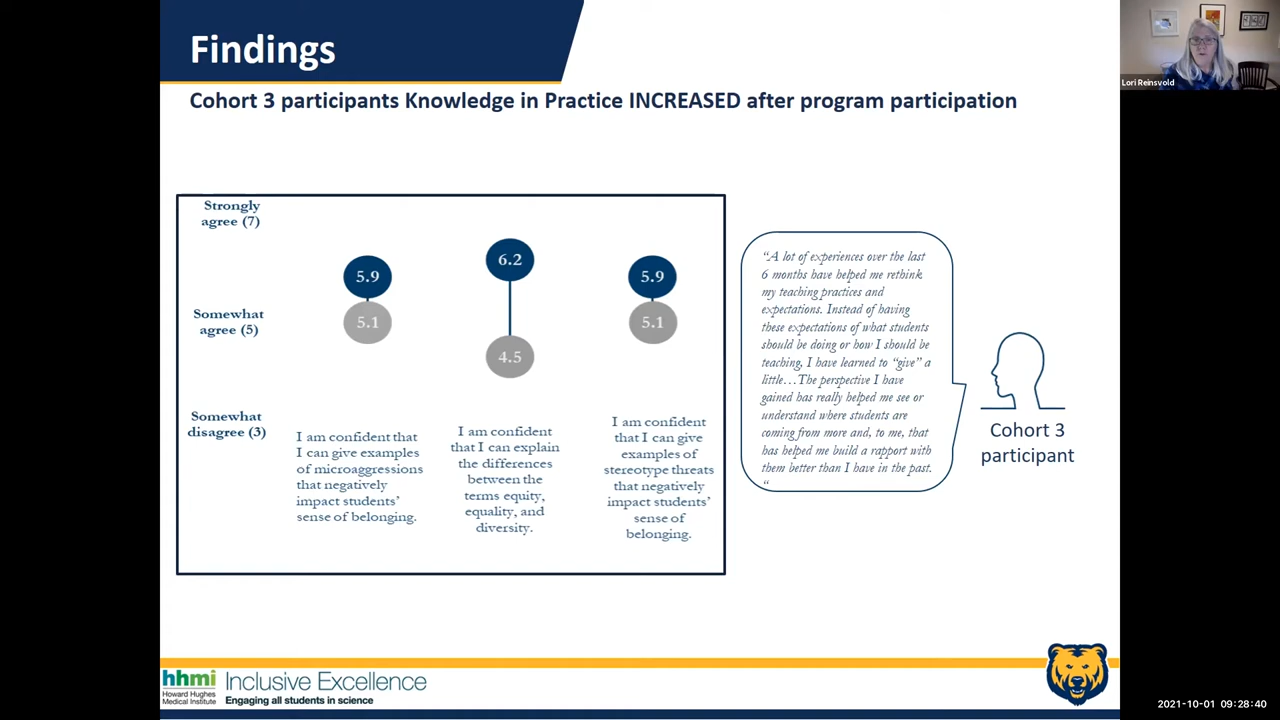 Findings
Cohort 3 participants Knowledge in Practice INCREASED after program participation
Lori Reinsvold
Strongly
agree (7)
Somewhat
agree (5)
Somewhat
disagree (3)
5.9
5.1
I am confident that
I can give examples
of microaggressions
that negatively
impact students’
sense of belonging.
6.2
4.5
I am confident
that I can explain
the differences
between the
terms equity,
equality, and
diversity.
5.9
5.1
I am confident
that I can give
examples of
stereotype threats
that negatively
impact students’
sense of
belonging.
“A lot of experiences over the last
6 months have helped me rethink
my teaching practices and
expectations. Instead of having
these expectations of what students
should be doing or how I should be
teaching, I have learned to “give” a
little…The perspective I have
gained has really helped me see or
understand where students are
coming from more and, to me, that
has helped me build a rapport with
them better than I have in the past.
“
Cohort 3
participant
hhmi
Howard Hughes
Medical Institute
Inclusive Excellence
Engaging all students in science
2021-10-01 09:28:40